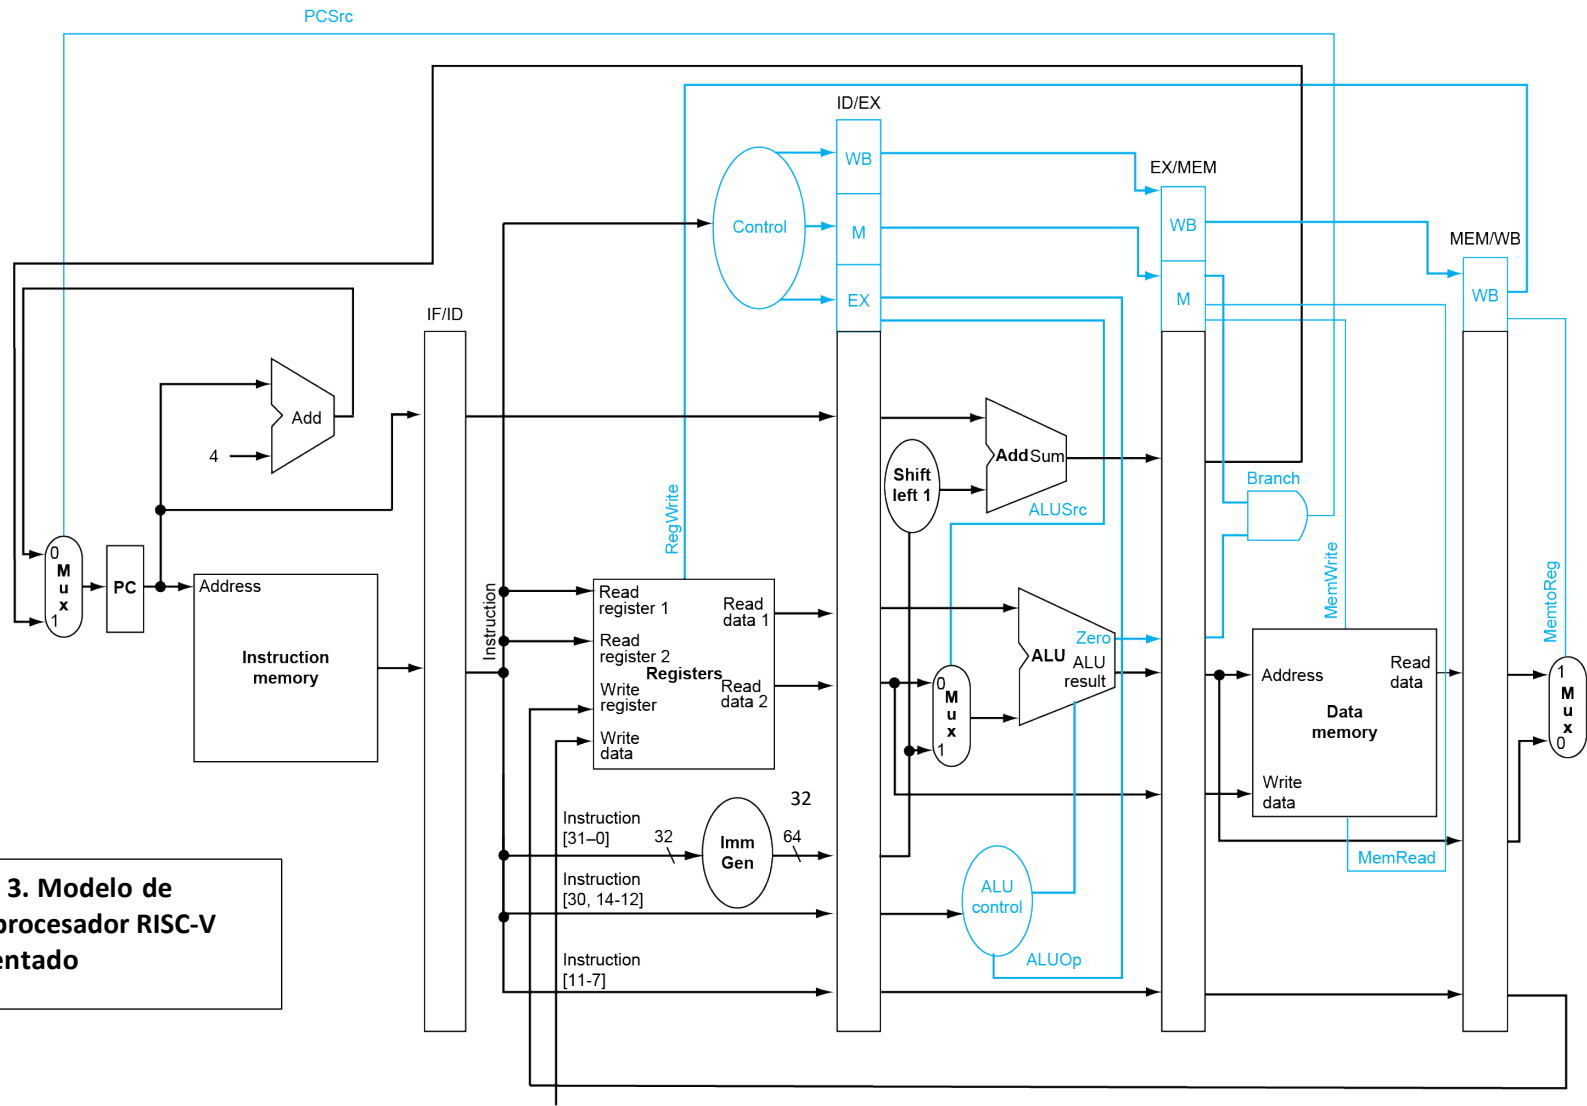 PCSrc
ID/EX
WB
EX/MEM
Control
M
WB
MEM/WB
EX
M
WB
IF/ID
Add
4
Add Sum
Shift
left 1
Branch
ALUSrc
RegWrite
MemWrite
MemtoReg
0
M
u
x
1
PC
Address
Instruction
memory
Instruction
Read
register 1
Read
data 1
Read
register 2
Registers
Write
register
Read
data 2
Write
data
0
M
u
x
1
Zero
ALU
ALU
result
Address
Read
data
Data
memory
Write
data
1
M
u
x
0
MemRead
Instruction
[31–0]
32
Imm
Gen
64
32
Instruction
[30, 14-12]
ALU
control
ALUOp
Instruction
[11-7]
3. Modelo de
procesador RISC-V
entado